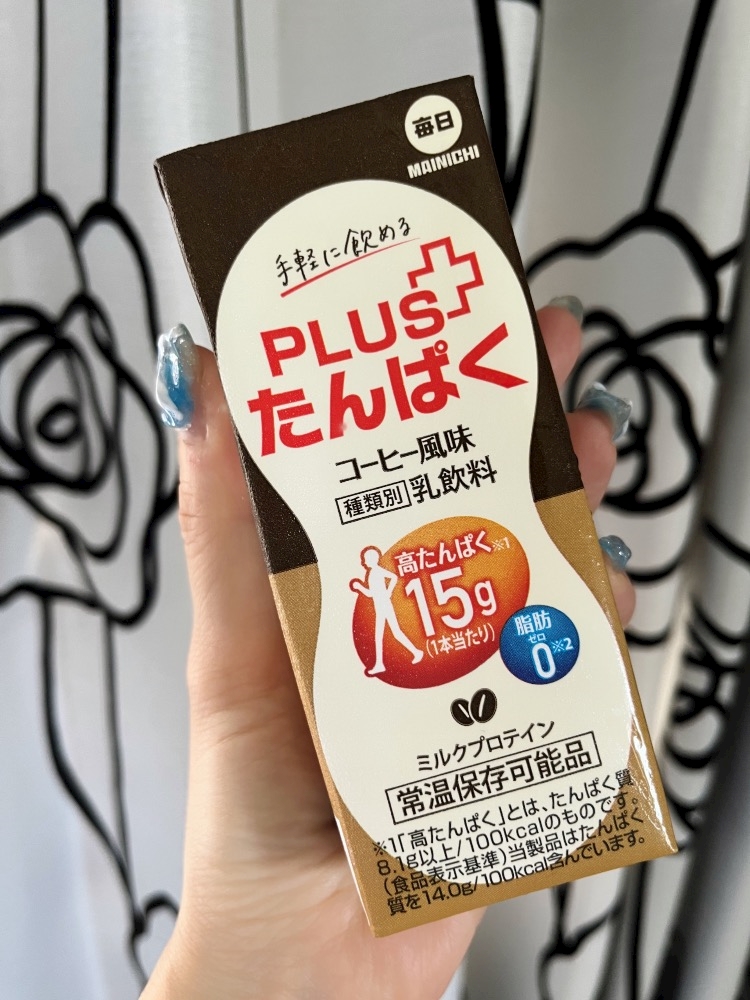 毎日
MAINICHI
手軽に飲める
PLUS
たんぱく
コーヒー風味
種類別 乳飲料
高たんぱく※1
15g
(1本当たり)
脂肪
ゼロ
0※2
ミルクプロテイン
常温保存可能品
※1「高たんぱく」とは、たんぱく質
8.1g以上/100kcalのものです。
(食品表示基準)当製品はたんぱく
質を14.0g/100kcal含んでいます。